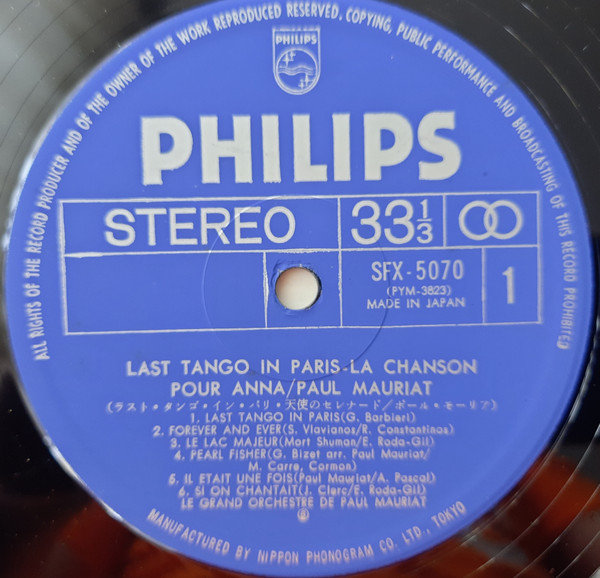 ALL RIGHTS OF THE RECORD PRODUCER AND OF THE OWNER OF THE WORK RESERVED. COPYING, PUBLIC PERFORMANCE AND BROADCASTING OF THIS RECORD PROHIBITED
PHILIPS
PHILIPS
STEREO 33 1/3
SFX-5070
(PYM-3823)
MADE IN JAPAN
1
LAST TANGO IN PARIS-LA CHANSON
POUR ANNA/PAUL MAURIAT
(ラスト・タンゴ・イン・パリ・天使のセレナード/ポール・モーリア)
1. LAST TANGO IN PARIS(G. Barbieri)
2. FOREVER AND EVER(S. Vlavianos/R. Constantinos)
3. LE LAC MAJEUR(Mort Shuman/E. Roda-Gil)
4. PEARL FISHER(G. Bizet arr. Paul Mauriat/
M. Carre, Cormon)
5. IL ETAIT UNE FOIS(Paul Mauriat/A. Pascal)
6. SI ON CHANTAIT(J. Clerc/E. Roda-Gil)
LE GRAND ORCHESTRE DE PAUL MAURIAT
MANUFACTURED BY NIPPON PHONOGRAM CO. LTD., TOKYO